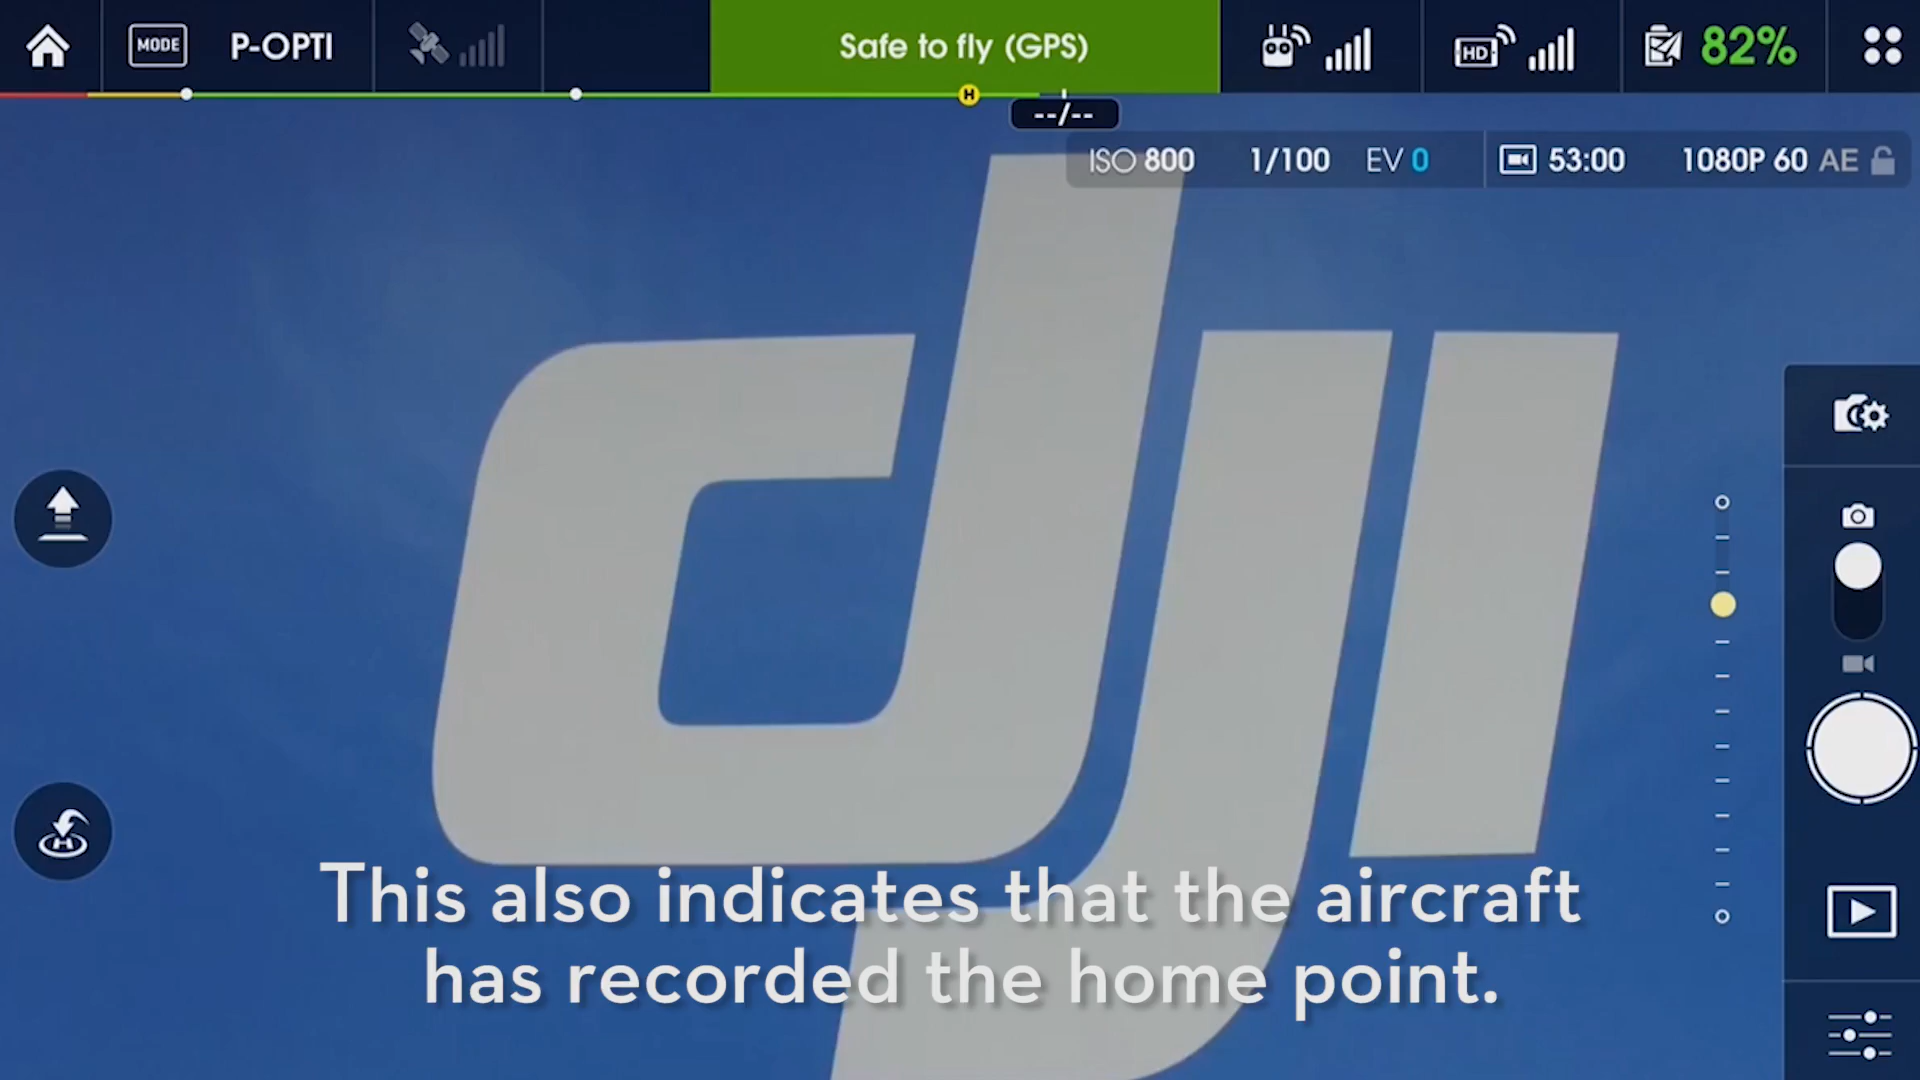 MODE P-OPTI Safe to fly (GPS) HD 82%
H
--/--
ISO 800 1/100 EV 0 53:00 1080P 60 AE
dji
H
This also indicates that the aircraft
has recorded the home point.